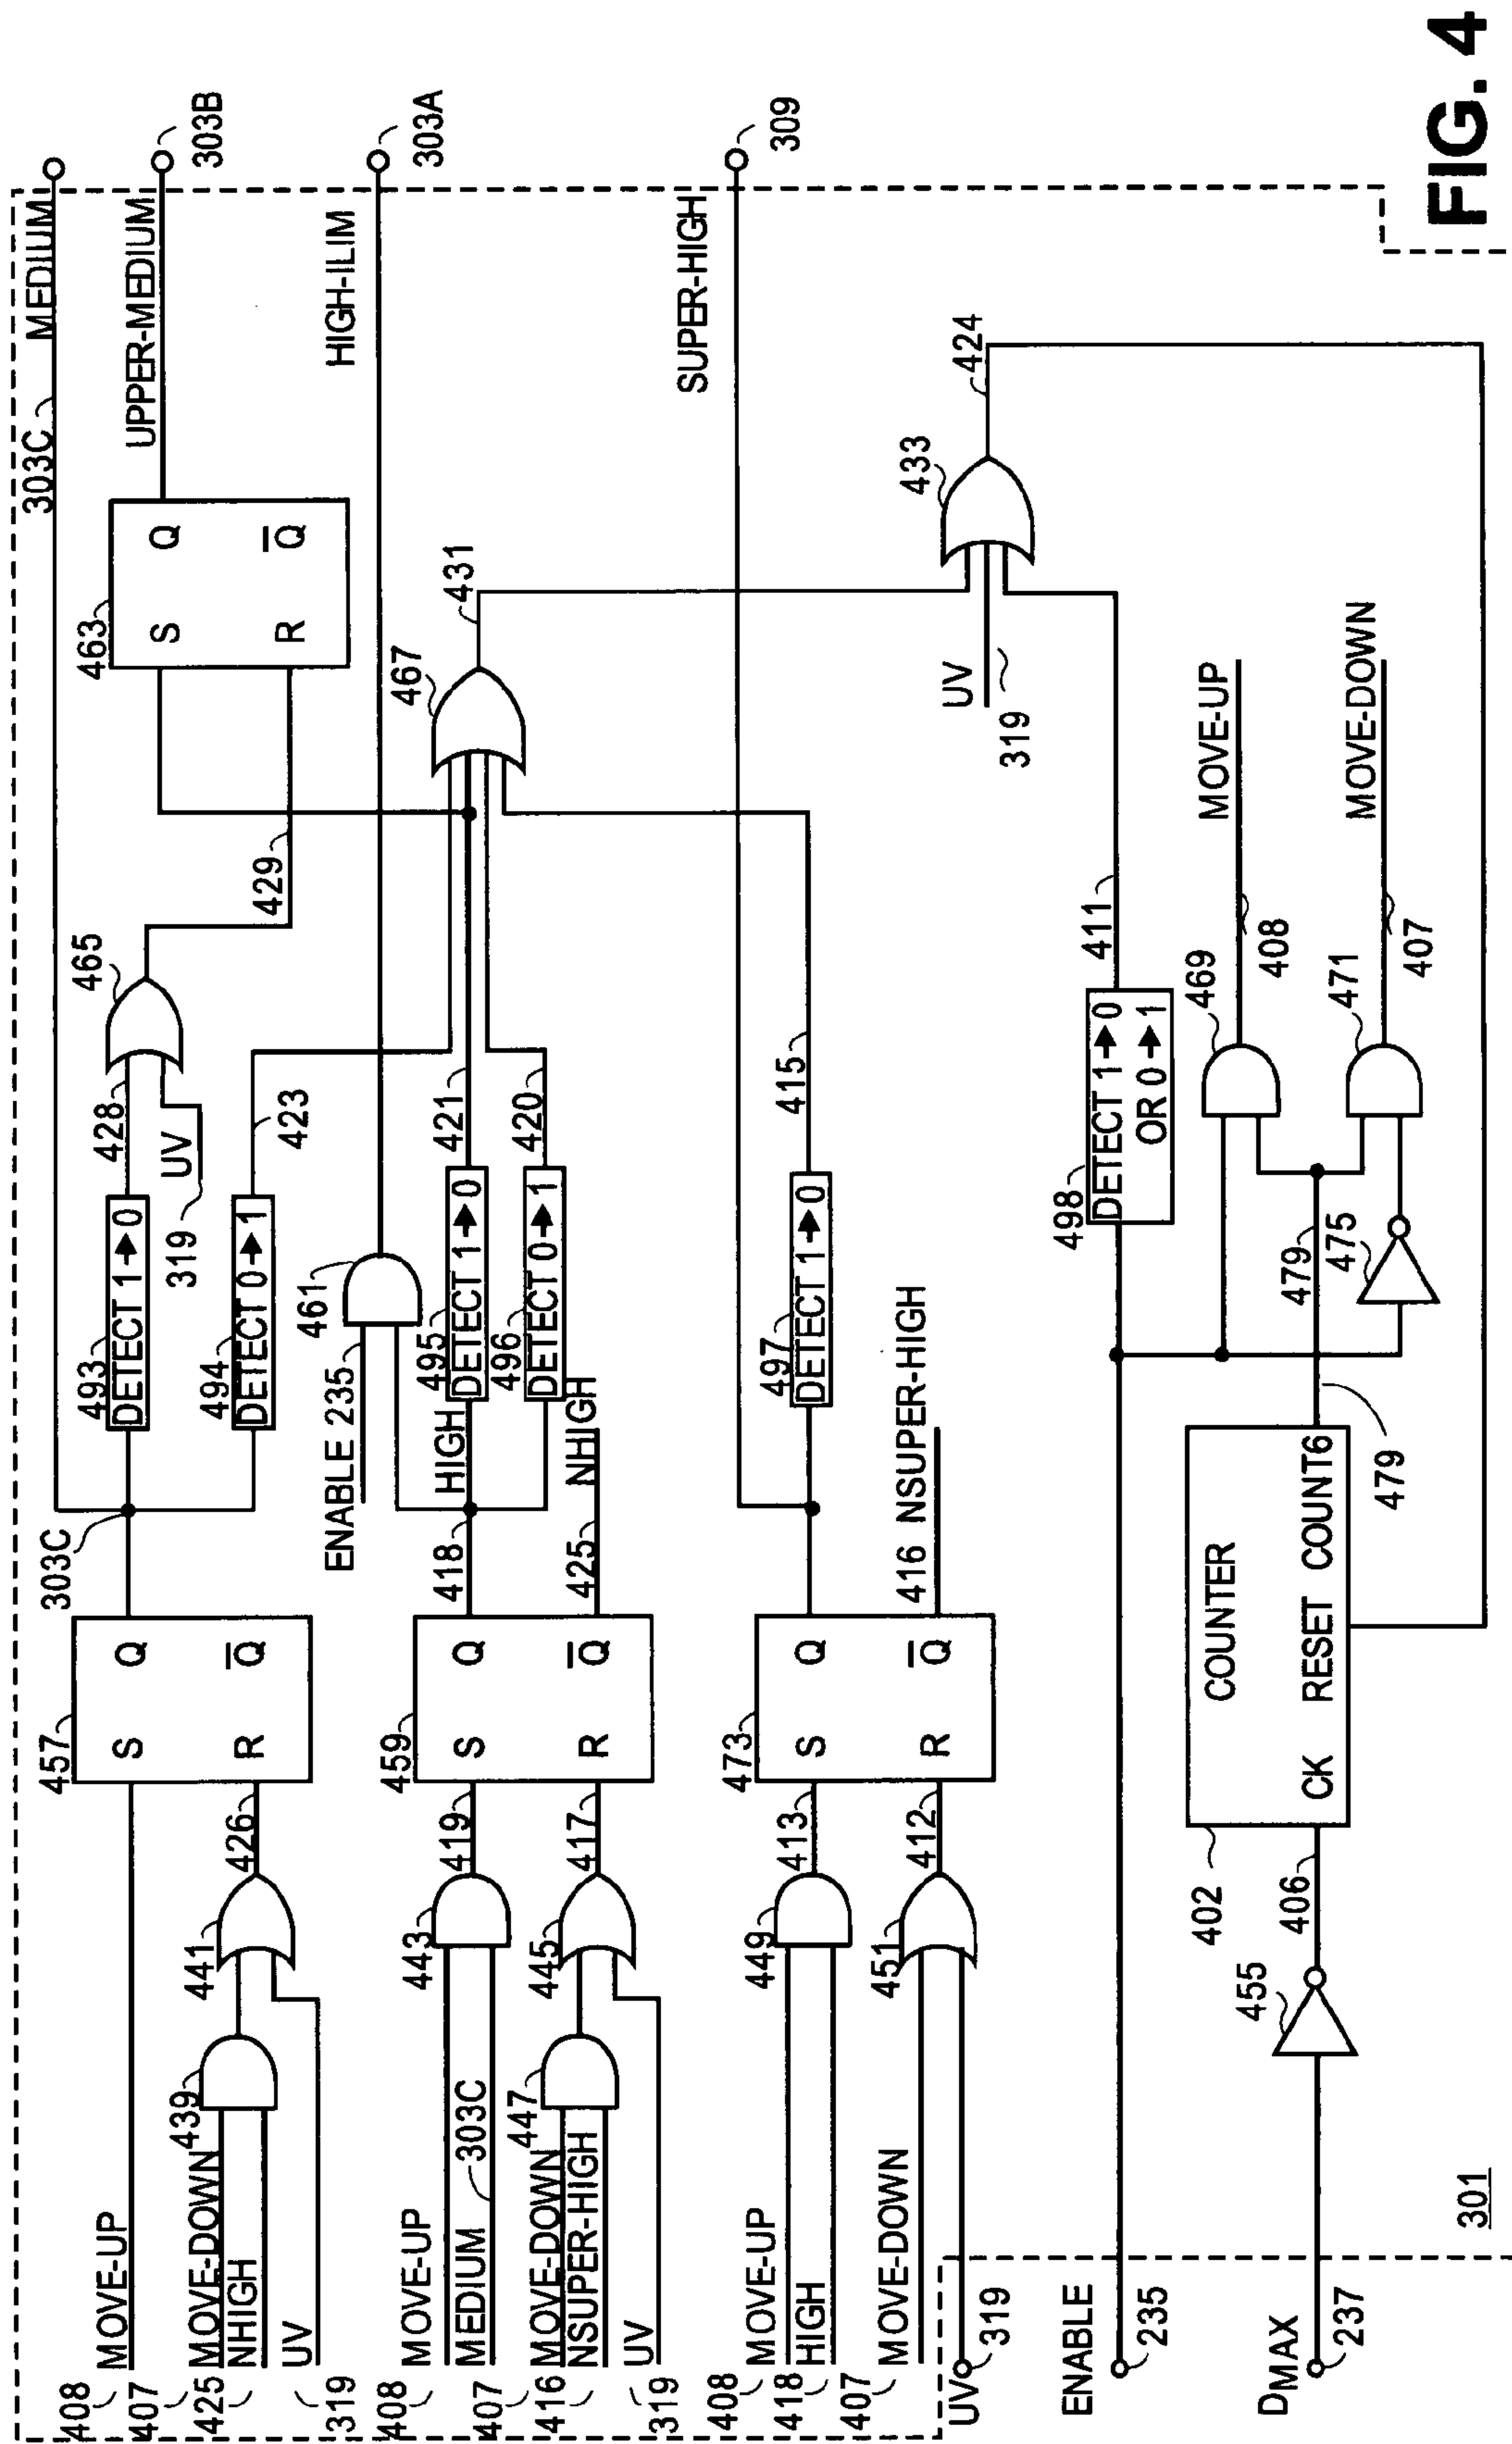 303C
MEDIUM
303B
UPPER-MEDIUM
463
S
Q
R
Q
303A
HIGH-ILIM
309
SUPER-HIGH
465
429
428
UV
319
493
DETECT 1→0
494
DETECT 0→1
423
467
431
461
ENABLE 235
495
DETECT 1→0
421
496
DETECT 0→1
420
HIGH
418
NHIGH
425
303C
457
S
Q
R
Q
426
441
439
MOVE-UP
408
MOVE-DOWN
407
NHIGH
425
UV
319
459
S
Q
R
Q
419
443
417
445
447
MOVE-UP
408
MEDIUM
303C
MOVE-DOWN
407
NSUPER-HIGH
416
UV
319
497
DETECT 1→0
415
416 NSUPER-HIGH
473
S
Q
R
Q
413
449
412
451
MOVE-UP
408
HIGH
418
MOVE-DOWN
407
UV
319
433
424
UV
319
498
DETECT 1→0
OR 0→1
411
469
MOVE-UP
408
471
MOVE-DOWN
407
479
475
479
COUNTER
CK RESET COUNT6
402
406
455
ENABLE
235
DMAX
237
301
FIG. 4